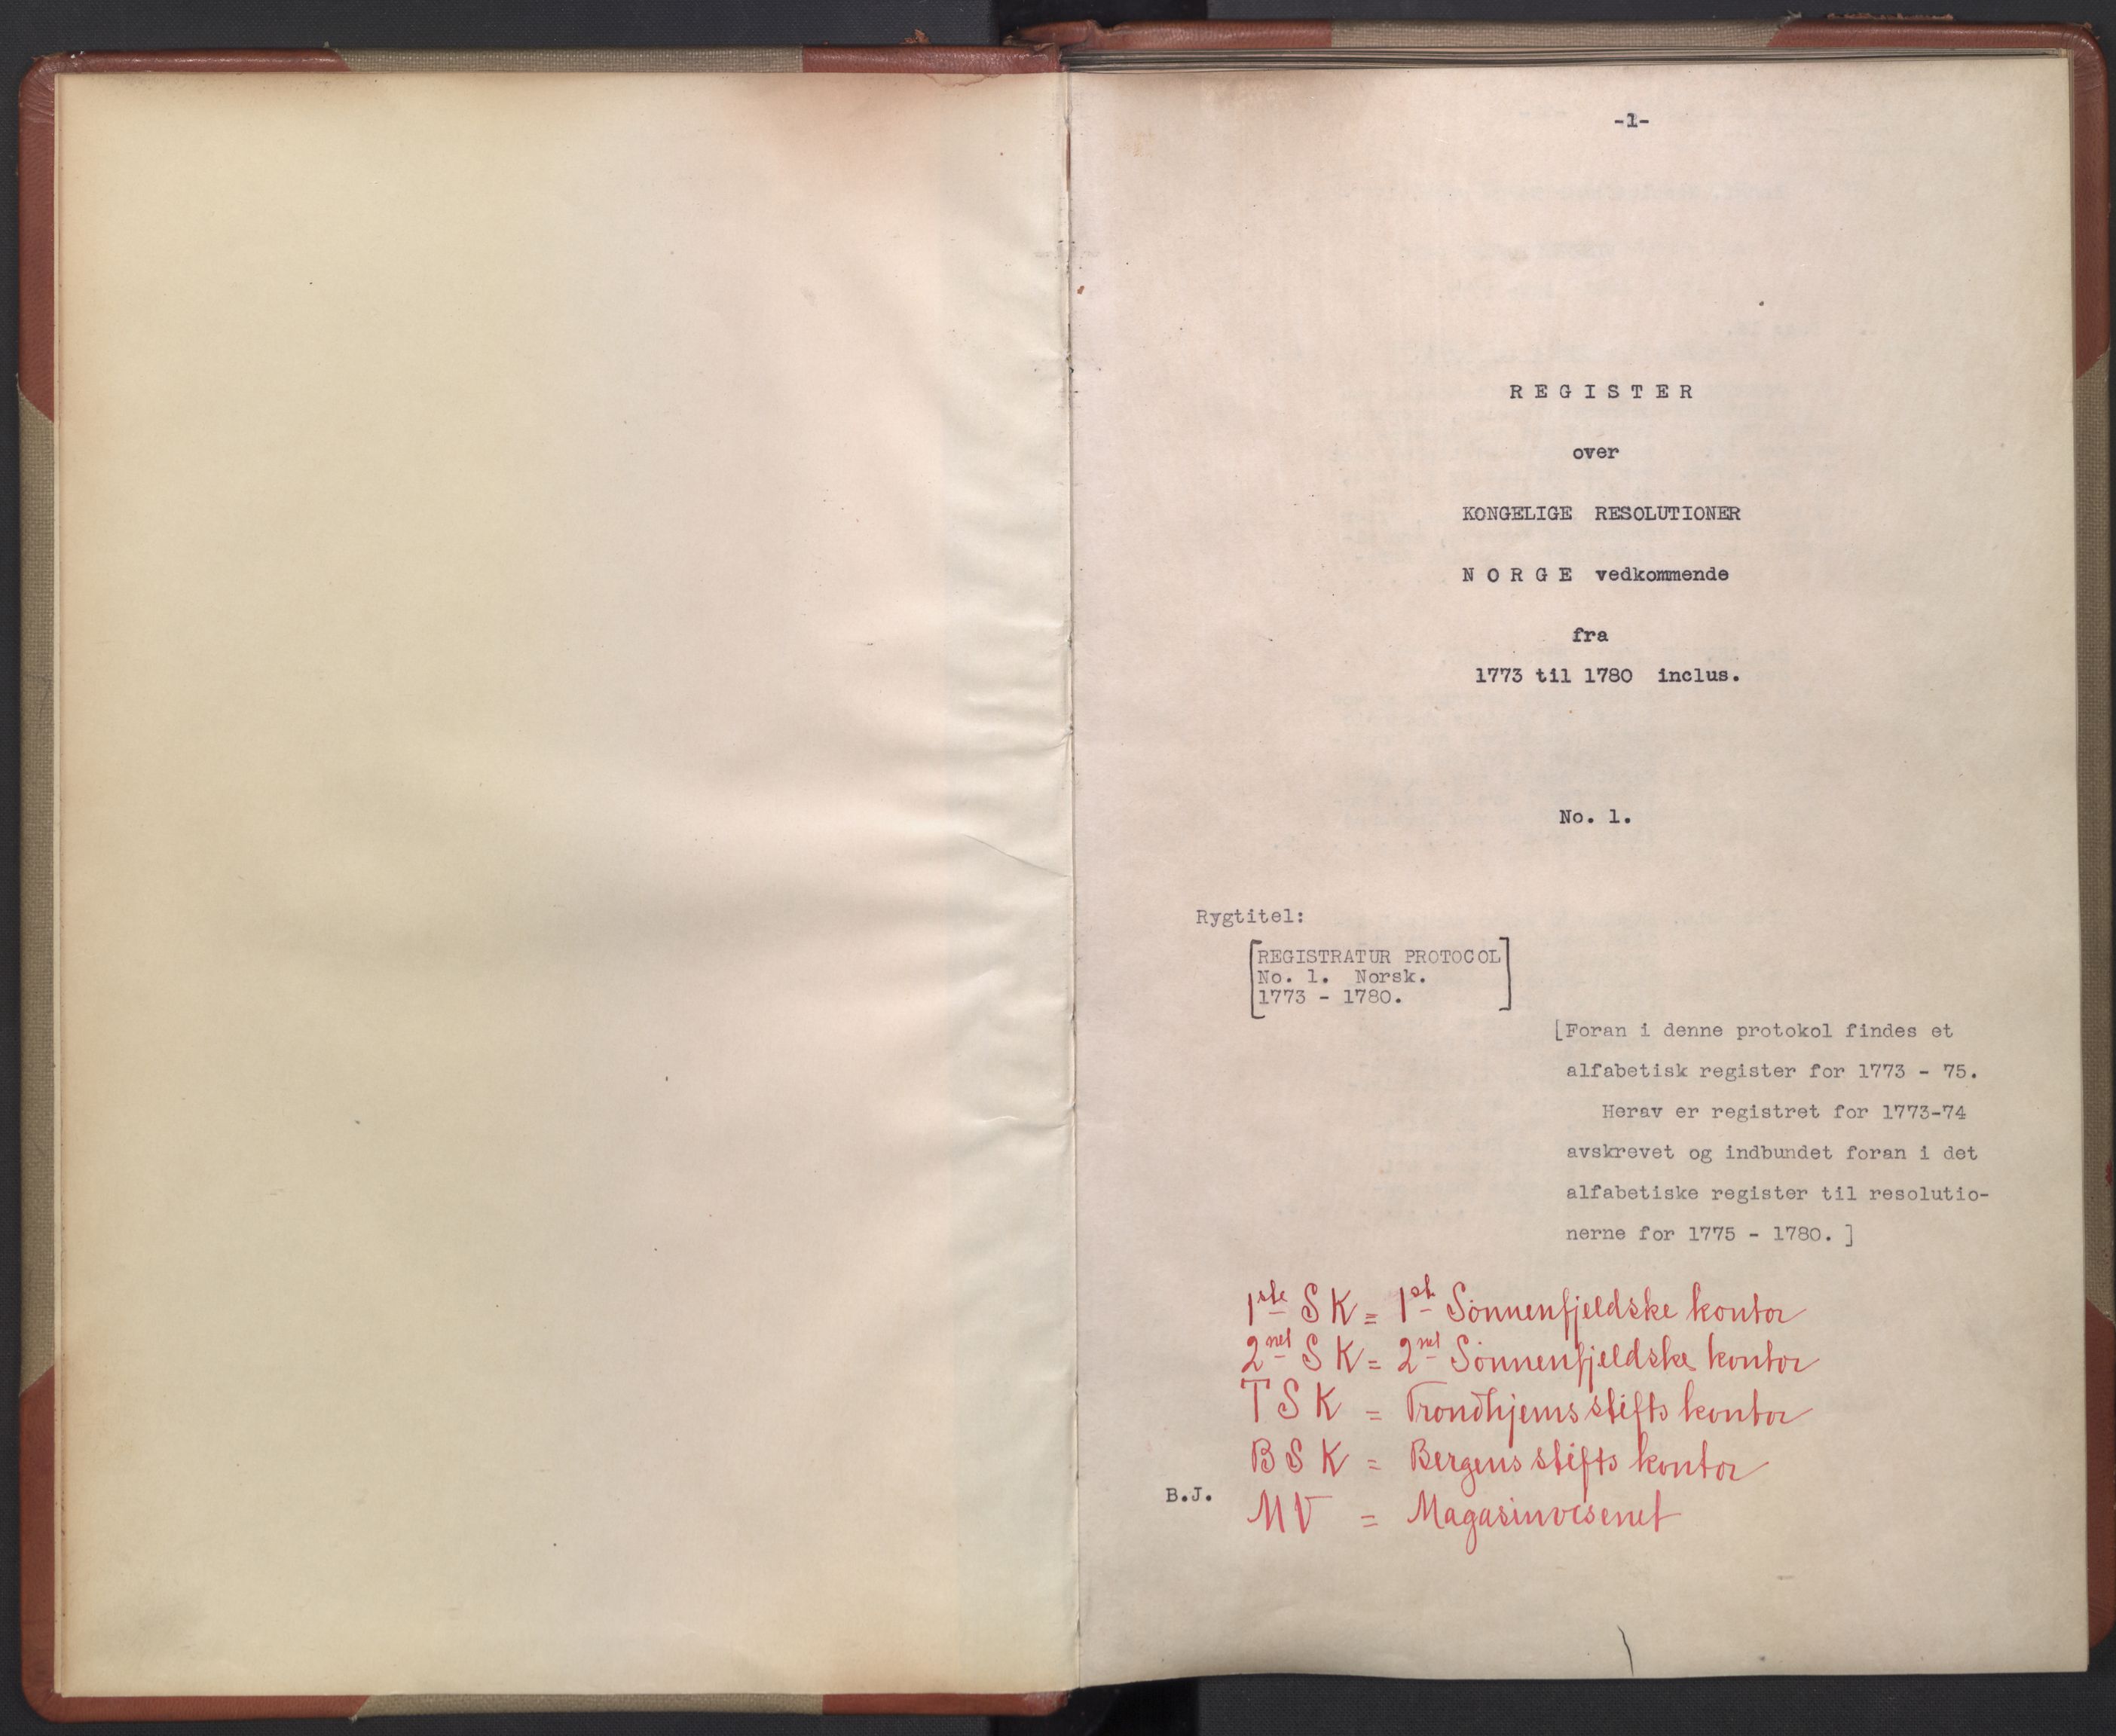 -1-
R E G I S T E R
over
KONGELIGE RESOLUTIONER
N O R G E vedkommende
fra
1773 til 1780 inclus.
No. 1.
Rygtitel:
[REGISTRATUR PROTOCOL]
No. 1. Norsk.
1773 - 1780.
[Foran i denne protokol findes et
alfabetisk register for 1773 - 75.
Herav er registret for 1773-74
avskrevet og indbundet foran i det
alfabetiske register til resolutio-
nerne for 1775 - 1780.]
1ste S K = 1ste Sönnenfjeldske kontor
2net S K = 2net Sönnenfjeldske kontor
T S K = Trondhjems stifts kontor
B S K = Bergens stifts kontor
B.J.
M V = Magasinvesenet